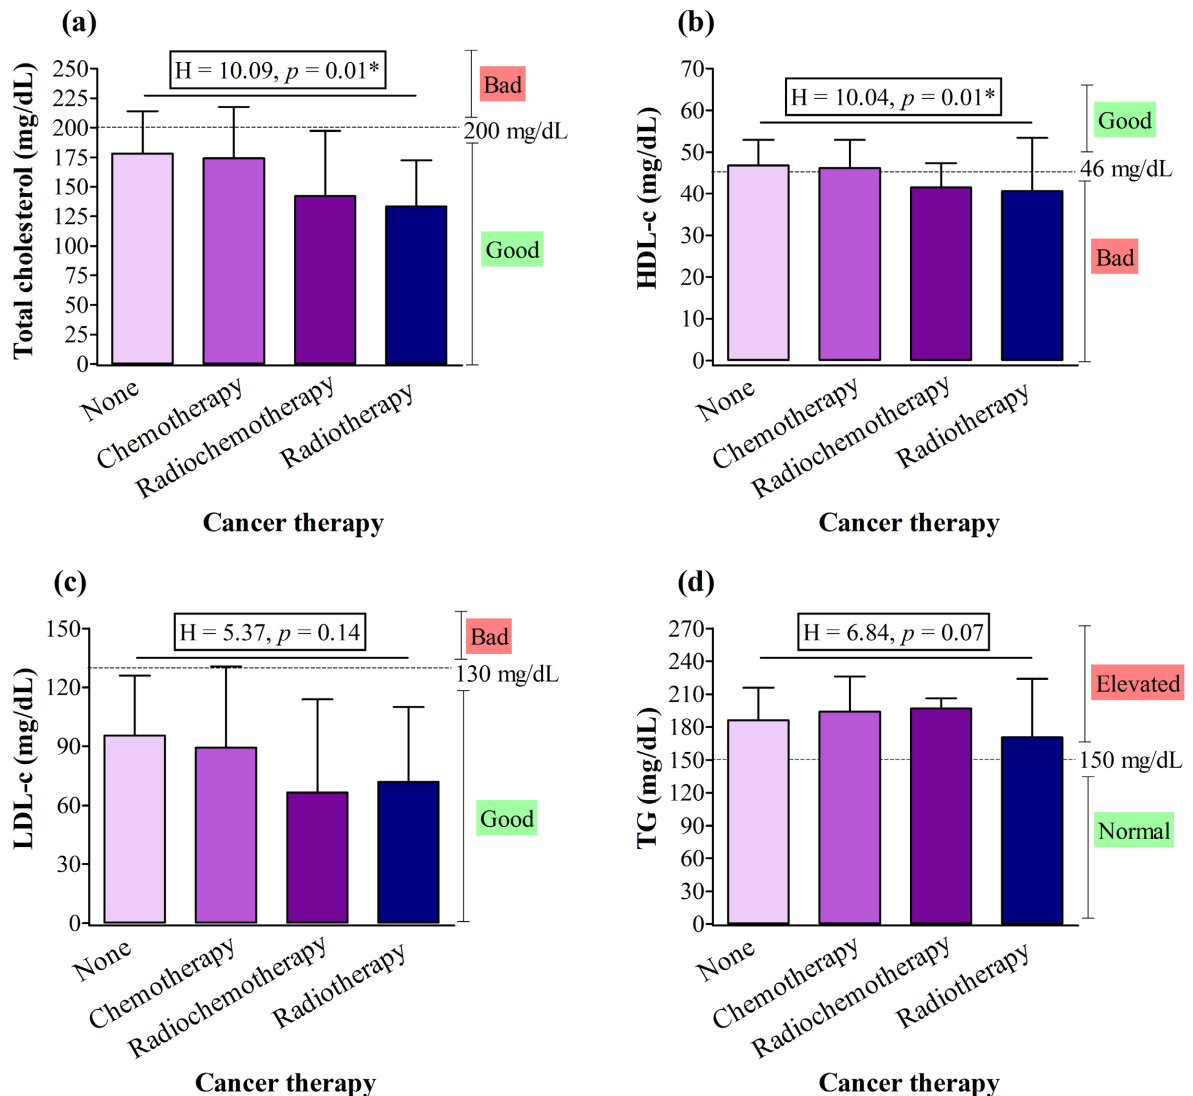 (a)
H = 10.09, p = 0.01*
Total cholesterol (mg/dL)
250
225
200
175
150
125
100
75
50
25
0
Bad
200 mg/dL
Good
None
Chemotherapy
Radiochemotherapy
Radiotherapy
Cancer therapy
(b)
H = 10.04, p = 0.01*
HDL-c (mg/dL)
70
60
50
40
30
20
10
0
Good
46 mg/dL
Bad
None
Chemotherapy
Radiochemotherapy
Radiotherapy
Cancer therapy
(c)
H = 5.37, p = 0.14
LDL-c (mg/dL)
150
120
90
60
30
0
Bad
130 mg/dL
Good
None
Chemotherapy
Radiochemotherapy
Radiotherapy
Cancer therapy
(d)
H = 6.84, p = 0.07
TG (mg/dL)
270
240
210
180
150
120
90
60
30
0
Elevated
150 mg/dL
Normal
None
Chemotherapy
Radiochemotherapy
Radiotherapy
Cancer therapy